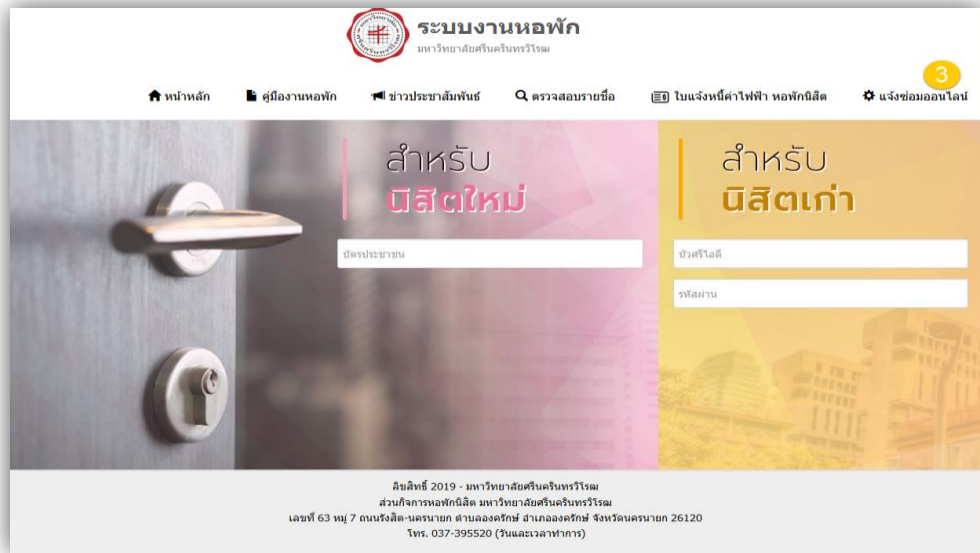 ระบบงานหอพัก
มหาวิทยาลัยศรีนครินทรวิโรฒ
3
หน้าหลัก คู่มืองานหอพัก ข่าวประชาสัมพันธ์ ตรวจสอบรายชื่อ ใบแจ้งหนี้ค่าไฟฟ้า หอพักนิสิต แจ้งซ่อมออนไลน์
สำหรับ
นิสิตใหม่
บัตรประชาชน
สำหรับ
นิสิตเก่า
บัวศรีไอดี
รหัสผ่าน
ลิขสิทธิ์ 2019 - มหาวิทยาลัยศรีนครินทรวิโรฒ
ส่วนกิจการหอพักนิสิต มหาวิทยาลัยศรีนครินทรวิโรฒ
เลขที่ 63 หมู่ 7 ถนนรังสิต-นครนายก ตำบลองครักษ์ อำเภอองครักษ์ จังหวัดนครนายก 26120
โทร. 037-395520 (วันและเวลาทำการ)